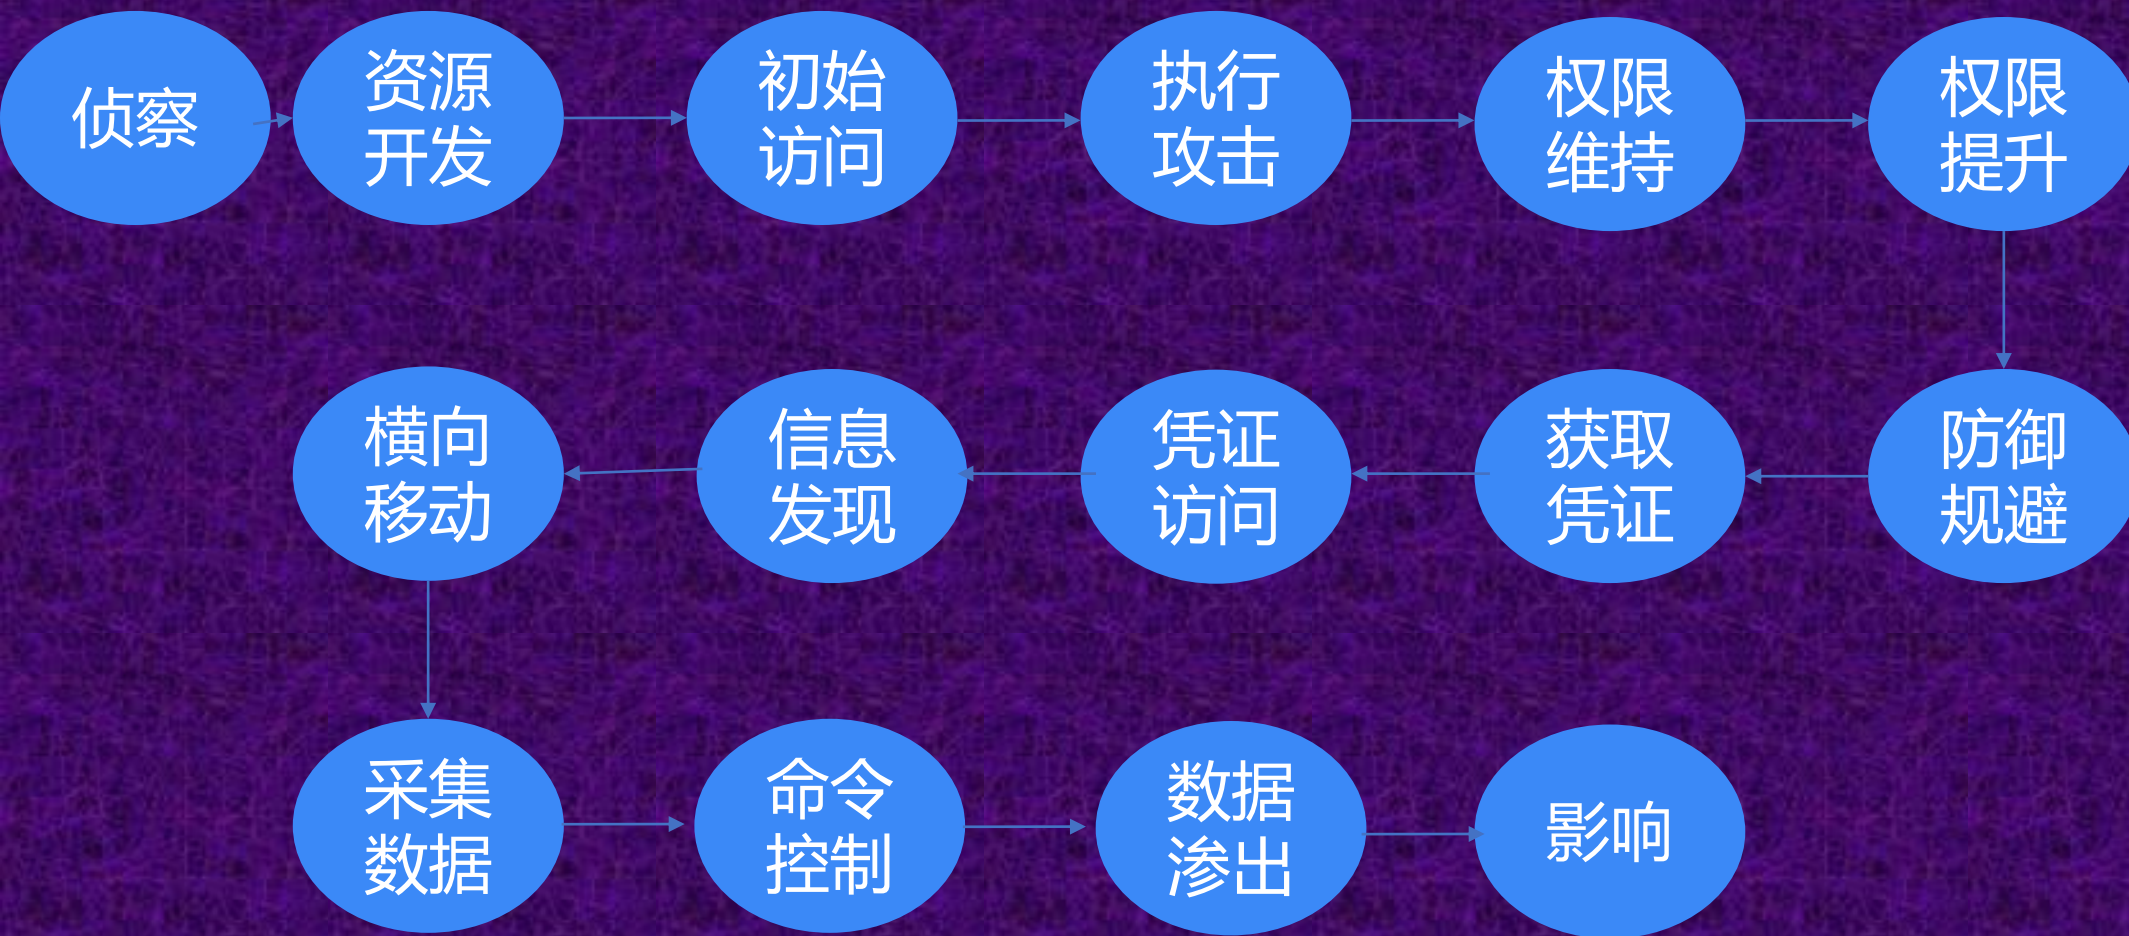 侦察
资源
开发
初始
访问
执行
攻击
权限
维持
权限
提升
防御
规避
获取
凭证
凭证
访问
信息
发现
横向
移动
采集
数据
命令
控制
数据
渗出
影响